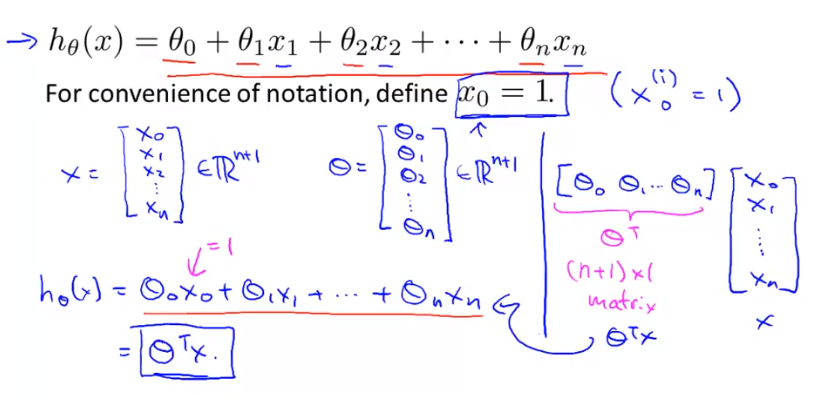 → hθ(x) = θ₀ + θ₁x₁ + θ₂x₂ + ⋯ + θₙxₙ
For convenience of notation, define x₀ = 1. (x₀⁽ⁱ⁾ = 1)
x = [x₀ x₁ x₂ ⋮ xₙ] ∈ ℝⁿ⁺¹ θ = [θ₀ θ₁ θ₂ ⋮ θₙ] ∈ ℝⁿ⁺¹
[θ₀ θ₁ ⋯ θₙ] [x₀ x₁ ⋮ xₙ]
θᵀ
(n+1) x 1
matrix
x
θᵀx
= 1
hθ(x) = θ₀x₀ + θ₁x₁ + ⋯ + θₙxₙ
= θᵀx.